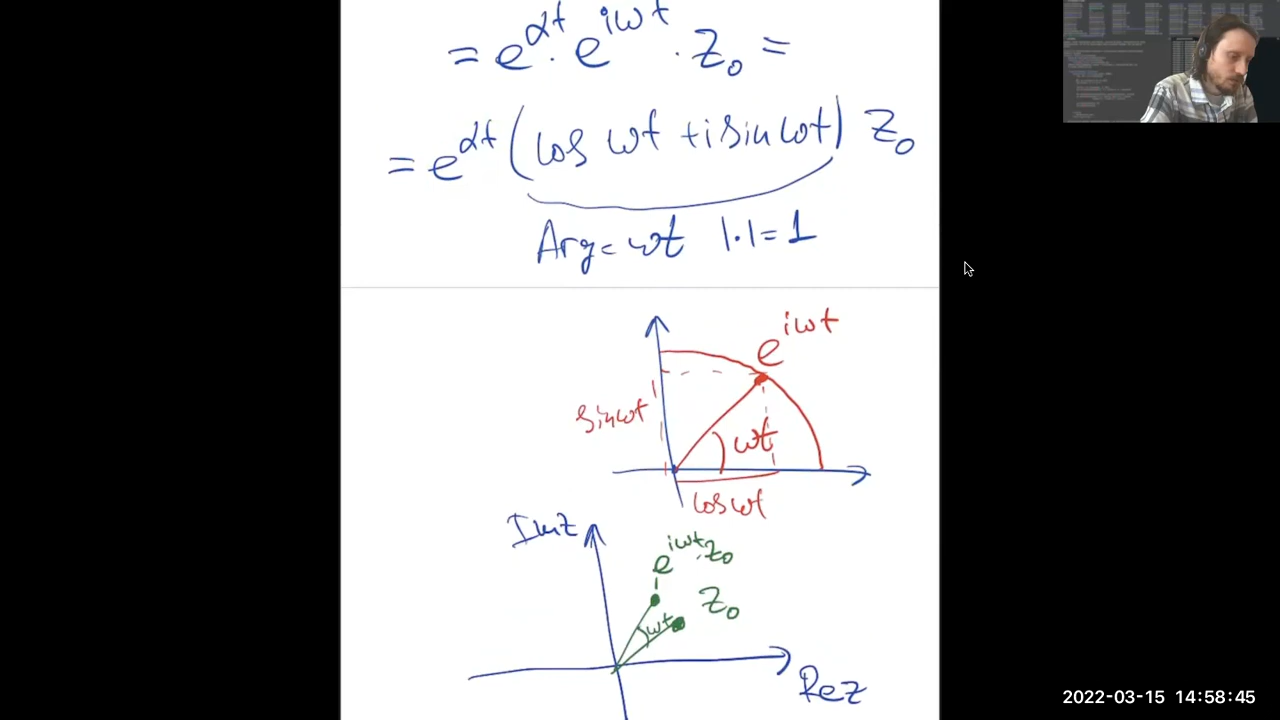 = e^{αt} · e^{iωt} · z₀ =
= e^{αt} (cos ωt + i sin ωt) z₀
Arg = ωt |·| = 1
e^{iωt}
sin ωt
ωt
cos ωt
Im z
e^{iωt} · z₀
z₀
ωt
Re z
2022-03-15 14:58:45